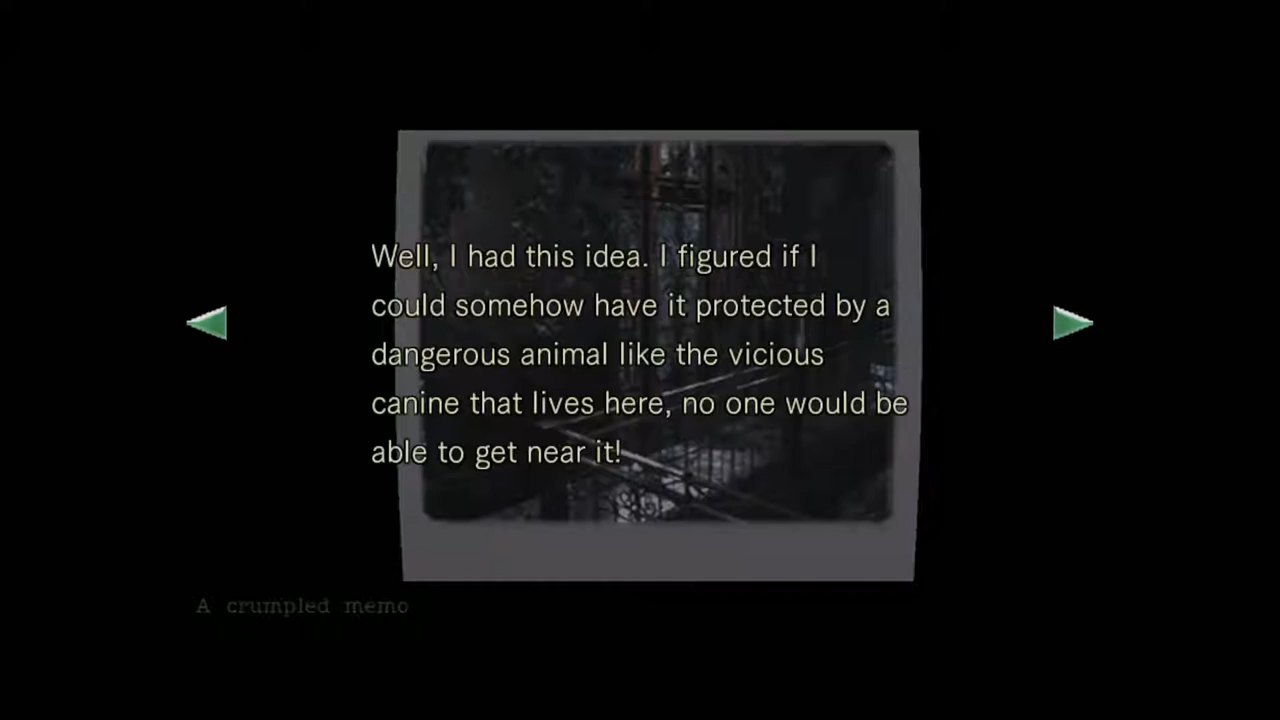 Well, I had this idea. I figured if I
could somehow have it protected by a
dangerous animal like the vicious
canine that lives here, no one would be
able to get near it!
A crumpled memo